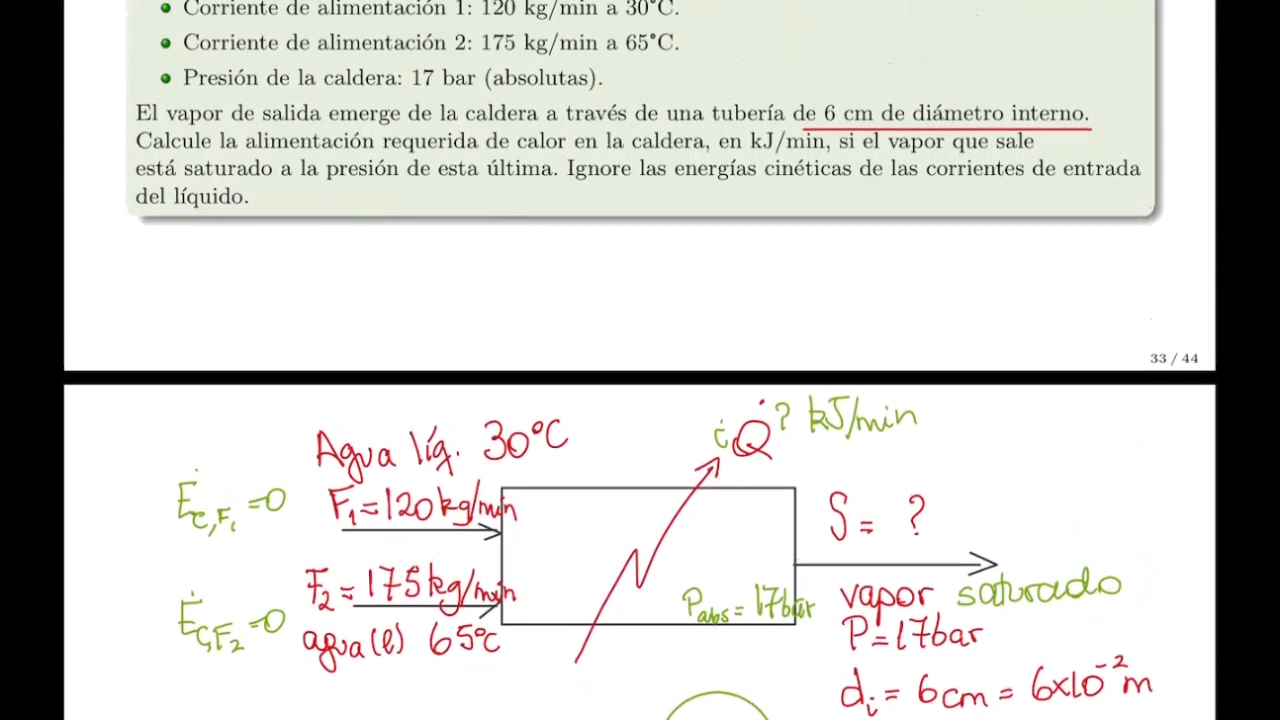 Corriente de alimentación 1: 120 kg/min a 30°C.
Corriente de alimentación 2: 175 kg/min a 65°C.
Presión de la caldera: 17 bar (absolutas).
El vapor de salida emerge de la caldera a través de una tubería de 6 cm de diámetro interno.
Calcule la alimentación requerida de calor en la caldera, en kJ/min, si el vapor que sale
está saturado a la presión de esta última. Ignore las energías cinéticas de las corrientes de entrada
del líquido.
33 / 44
¿Q̇? kJ/min
Agua líq. 30°C
Ė_C,F₁ = 0
F₁ = 120 kg/min
S = ?
F₂ = 175 kg/min
Ė_C,F₂ = 0
agua (l) 65°C
P_abs = 17 bar
vapor saturado
P = 17 bar
d_i = 6 cm = 6x10⁻² m